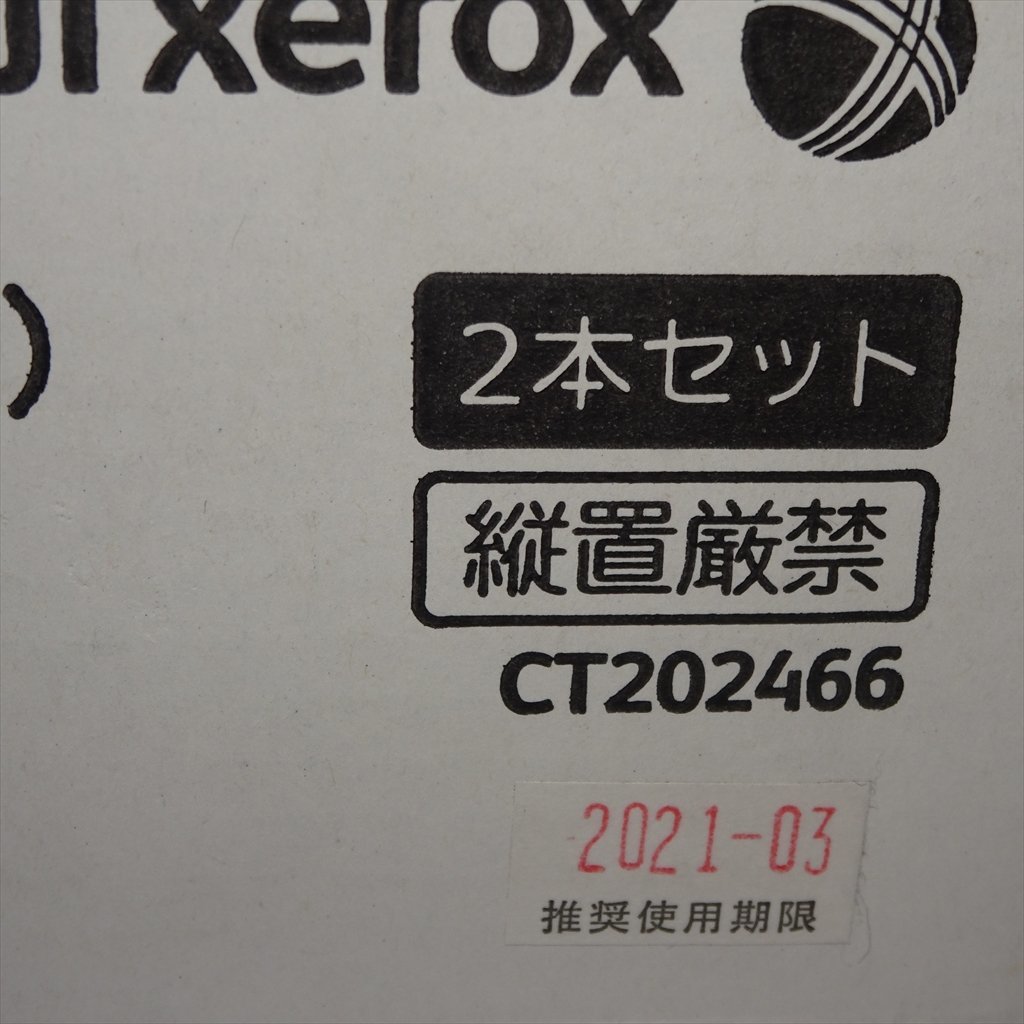 xerox
)
2本セット
縦置厳禁
CT202466
2021-03
推奨使用期限